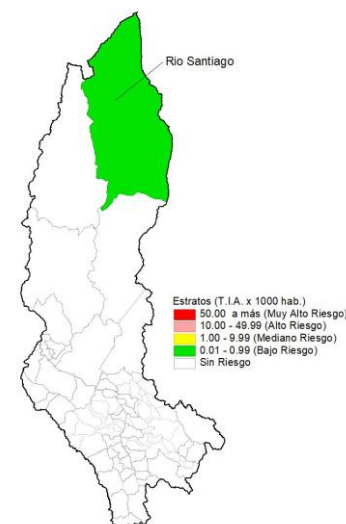 Rio Santiago
Estratos (T.I.A. x 1000 hab.)
50.00 a más (Muy Alto Riesgo)
10.00 - 49.99 (Alto Riesgo)
1.00 - 9.99 (Mediano Riesgo)
0.01 - 0.99 (Bajo Riesgo)
Sin Riesgo